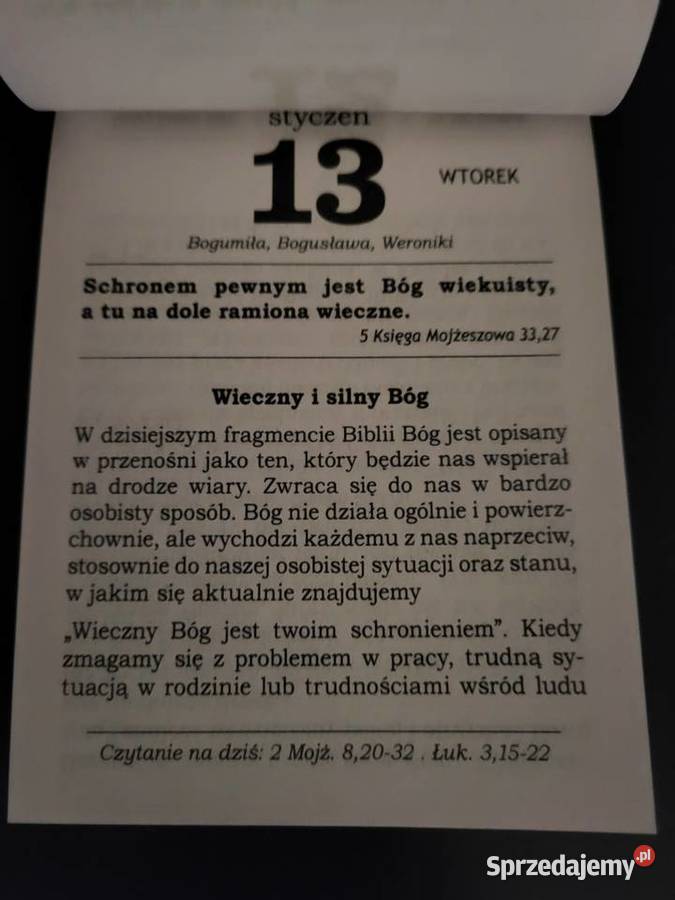 styczeń
13
WTOREK
Bogumiła, Bogusława, Weroniki
Schronem pewnym jest Bóg wiekuisty,
a tu na dole ramiona wieczne.
5 Księga Mojżeszowa 33,27
Wieczny i silny Bóg
W dzisiejszym fragmencie Biblii Bóg jest opisany
w przenośni jako ten, który będzie nas wspierał
na drodze wiary. Zwraca się do nas w bardzo
osobisty sposób. Bóg nie działa ogólnie i powierz-
chownie, ale wychodzi każdemu z nas naprzeciw,
stosownie do naszej osobistej sytuacji oraz stanu,
w jakim się aktualnie znajdujemy
„Wieczny Bóg jest twoim schronieniem”. Kiedy
zmagamy się z problemem w pracy, trudną sy-
tuacją w rodzinie lub trudnościami wśród ludu
Czytanie na dziś: 2 Mojż. 8,20-32 . Łuk. 3,15-22
Sprzedajemy.pl